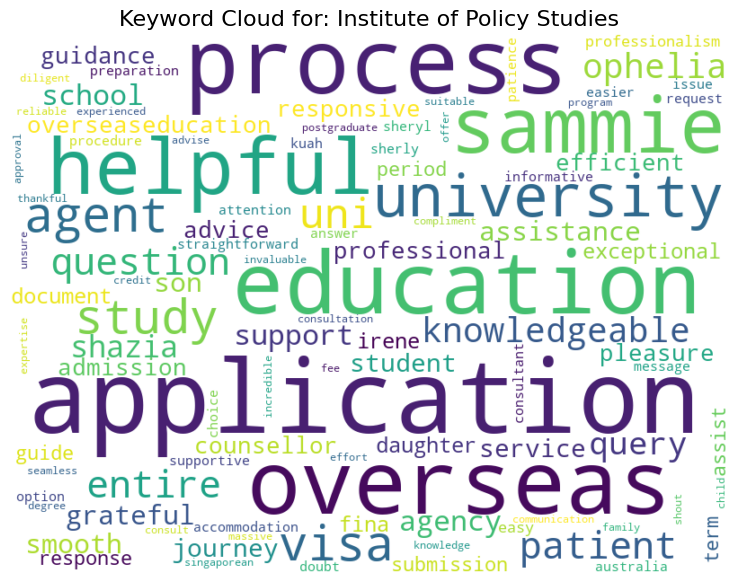 Keyword Cloud for: Institute of Policy Studies
process
professionalism
guidance
diligent
preparation
patience
ophelia
school
suitable
easier
issue
request
reliable
experienced
responsive
program
sammie
overseaseducation
postgraduate
sheryl
offer
procedure
advise
kuah
sherly
approval
helpful
period
efficient
informative
thankful
university
agent
uni
attention
compliment
advice
answer
assistance
unsure
straightforward
professional
exceptional
question
invaluable
education
credit
son
document
study
consultation
support
irene
knowledgeable
expertise
shazia
student
pleasure
admission
incredible
fee
consultant
message
application
choice
assist
guide
counsellor
daughter
service
query
seamless
supportive
effort
overseas
entire
option
degree
child
shout
grateful
accommodation
fina
agency
easy
communication
term
smooth
consult
massive
visa
family
patient
response
journey
singaporean
doubt
knowledge
submission
australia